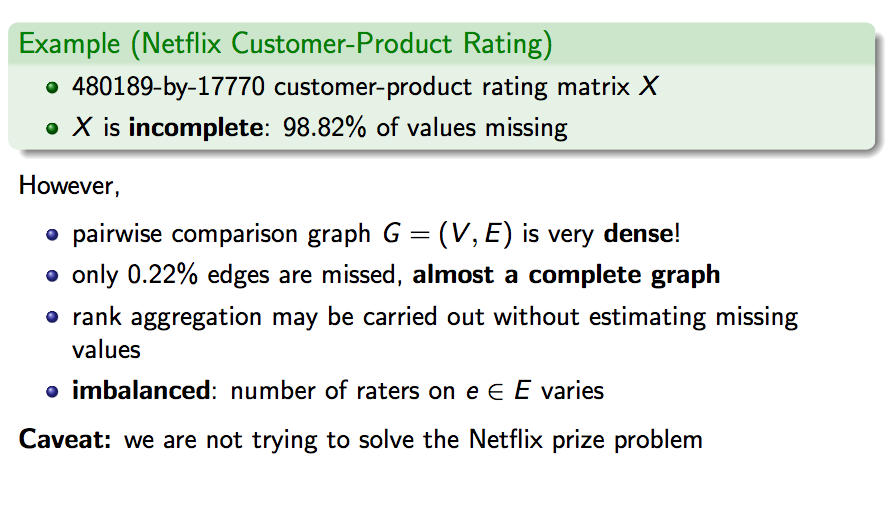 Example (Netflix Customer-Product Rating)
480189-by-17770 customer-product rating matrix X
X is incomplete: 98.82% of values missing
However,
pairwise comparison graph G = (V, E) is very dense!
only 0.22% edges are missed, almost a complete graph
rank aggregation may be carried out without estimating missing
values
imbalanced: number of raters on e ∈ E varies
Caveat: we are not trying to solve the Netflix prize problem